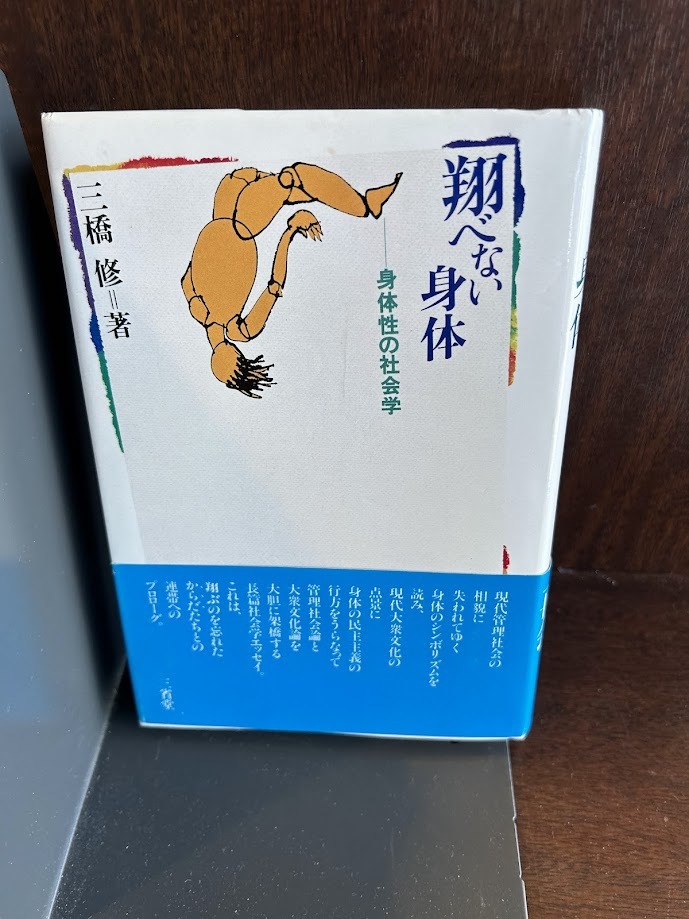 翔べない
身体
──身体性の社会学
三橋 修=著
身体
現代管理社会の
相貌に
失われてゆく
身体のシンボリズムを
読み、
現代大衆文化の
点景に
身体の民主主義の
行方をうらなって
管理社会論と
大衆文化論を
大胆に架橋する
長篇社会学エッセイ。
これは、
翔ぶのを忘れた
からだたちとの
連帯への
プロローグ。
三省堂